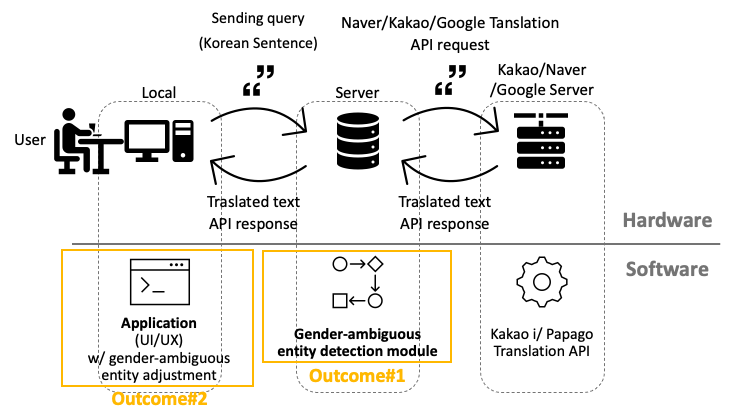 Sending query
(Korean Sentence)
Naver/Kakao/Google Tanslation
API request
Local
Server
Kakao/Naver
/Google Server
User
Traslated text
API response
Traslated text
API response
Hardware
Software
Application
(UI/UX)
w/ gender-ambiguous
entity adjustment
Outcome#2
Gender-ambiguous
entity detection module
Outcome#1
Kakao i/ Papago
Translation API